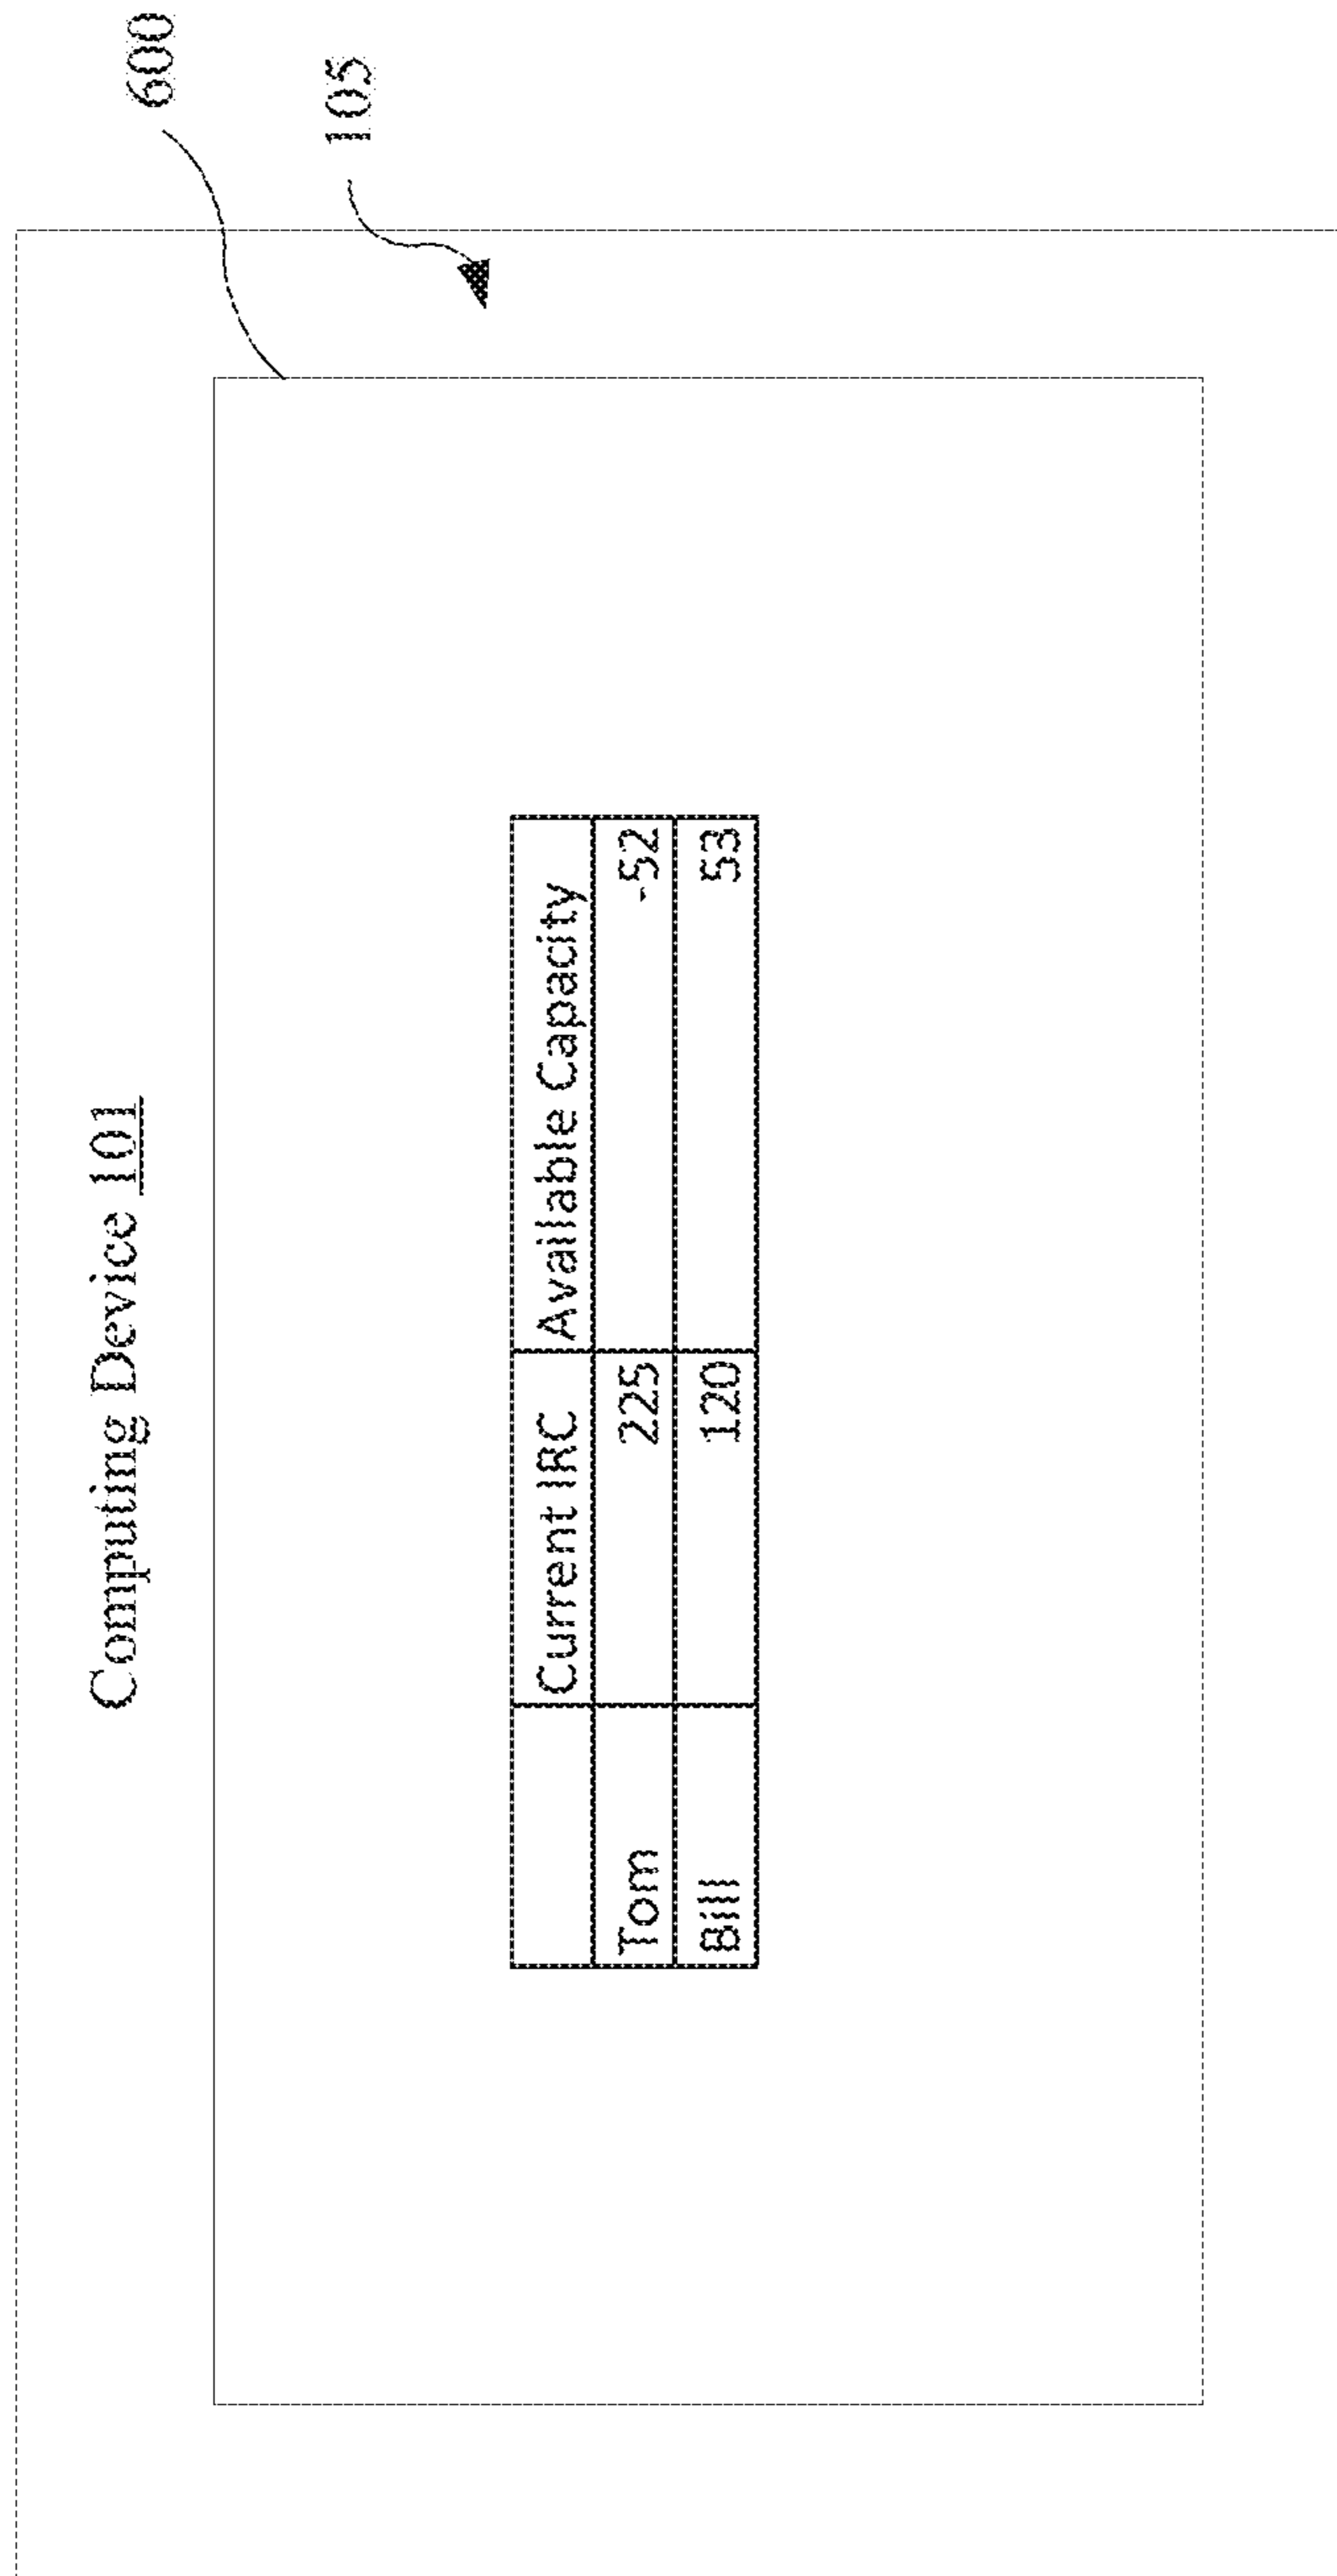 600
105
Computing Device 101
Current IRC Available Capacity
Tom 225 -52
Bill 120 53